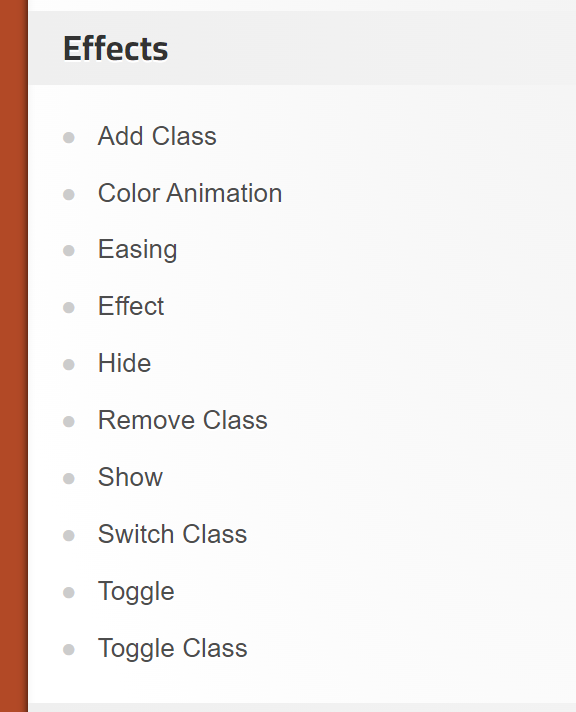 Effects
Add Class
Color Animation
Easing
Effect
Hide
Remove Class
Show
Switch Class
Toggle
Toggle Class